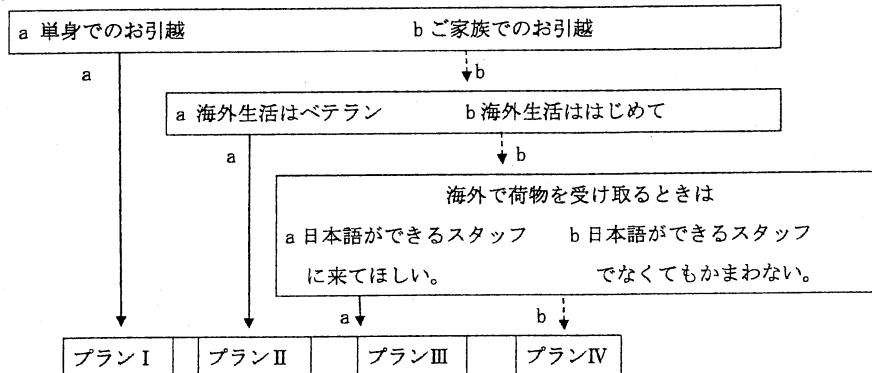 a 単身でのお引越 b ご家族でのお引越
a b
a 海外生活はベテラン b 海外生活ははじめて
a b
海外で荷物を受け取るときは
a 日本語ができるスタッフ b 日本語ができるスタッフ
に来てほしい。 でなくてもかまわない。
a b
プランⅠ プランⅡ プランⅢ プランⅣ